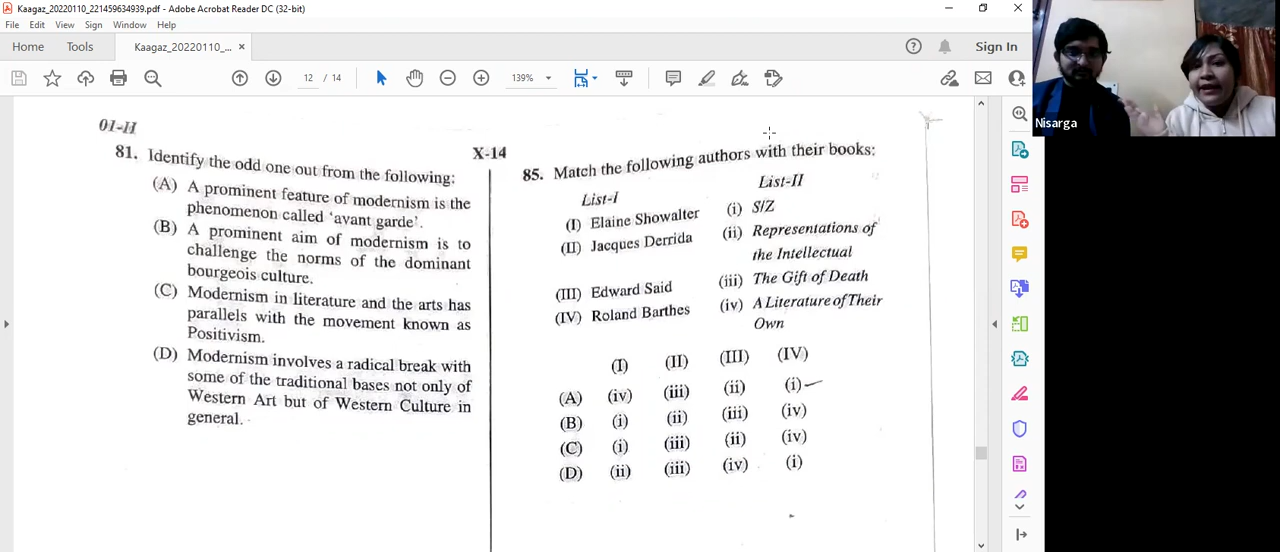 Kaagaz_20220110_221459634939.pdf - Adobe Acrobat Reader DC (32-bit)
File Edit View Sign Window Help
Home Tools Kaagaz_20220110_... × Sign In
12 / 14 139%
Nisarga
01-H
X-14
81. Identify the odd one out from the following:
(A) A prominent feature of modernism is the
phenomenon called ‘avant garde’.
(B) A prominent aim of modernism is to
challenge the norms of the dominant
bourgeois culture.
(C) Modernism in literature and the arts has
parallels with the movement known as
Positivism.
(D) Modernism involves a radical break with
some of the traditional bases not only of
Western Art but of Western Culture in
general.
85. Match the following authors with their books:
List-I List-II
(I) Elaine Showalter (i) S/Z
(II) Jacques Derrida (ii) Representations of
the Intellectual
(III) Edward Said (iii) The Gift of Death
(IV) Roland Barthes (iv) A Literature of Their
Own
(I) (II) (III) (IV)
(A) (iv) (iii) (ii) (i)
(B) (i) (ii) (iii) (iv)
(C) (i) (iii) (ii) (iv)
(D) (ii) (iii) (iv) (i)